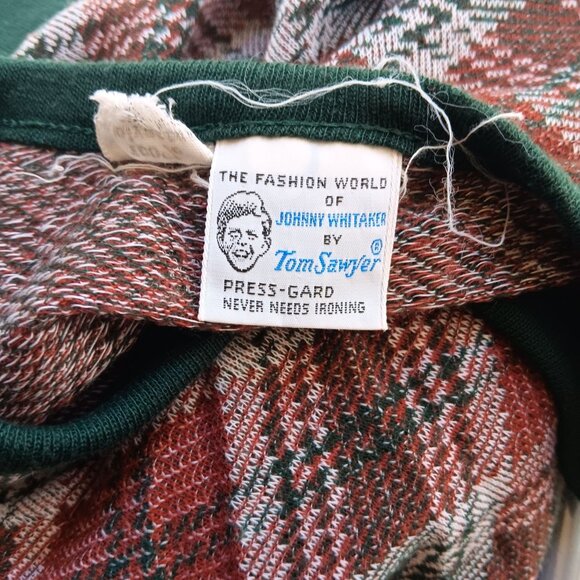 THE FASHION WORLD
OF
JOHNNY WHITAKER
BY
Tom Sawyer ®
PRESS-GARD
NEVER NEEDS IRONING